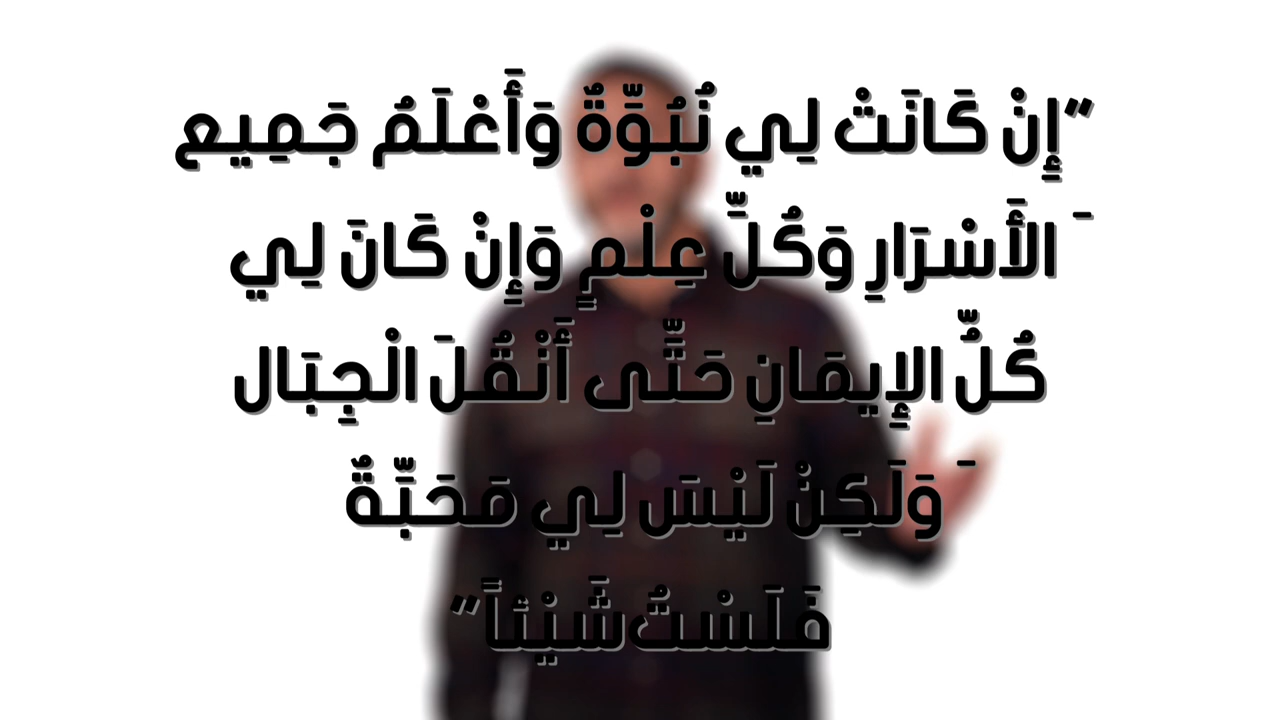 ”إِنْ كَانَتْ لِي نُبُوَّةٌ وَأَعْلَمُ جَمِيع
َ الأَسْرَارِ وَكُلَّ عِلْمٍ وَإِنْ كَانَ لِي
كُلُّ الإِيمَانِ حَتَّى أَنْقُلَ الْجِبَال
َ وَلَكِنْ لَيْسَ لِي مَحَبَّةٌ
فَلَسْتُ شَيْئاً”